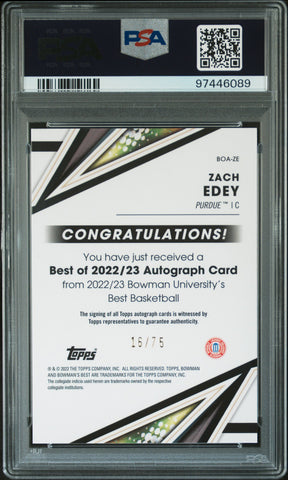 PSA
97446089
BOA-ZE
ZACH
EDEY
PURDUE™ | C
CONGRATULATIONS!
You have just received a
Best of 2022/23 Autograph Card
from 2022/23 Bowman University's
Best Basketball
The signing of all Topps autograph cards is witnessed by
Topps representatives to guarantee authenticity.
16/75
Topps
® & © 2022 THE TOPPS COMPANY, INC. ALL RIGHTS RESERVED. TOPPS, BOWMAN,
AND BOWMAN'S BEST ARE TRADEMARKS OF THE TOPPS COMPANY, INC.
The collegiate indicia used herein are trademarks owned by the respective
collegiate institutions.